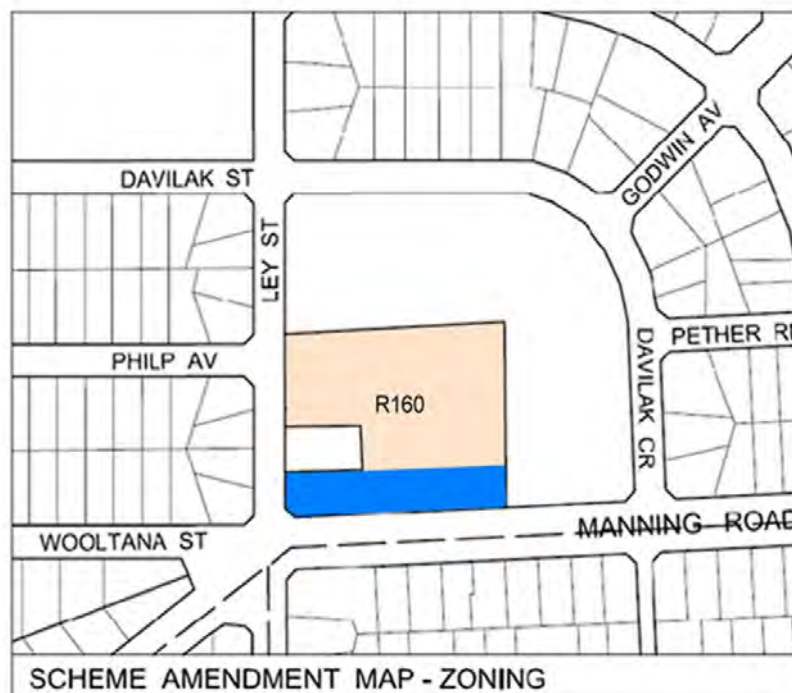 DAVILAK ST
GODWIN AV
LEY ST
PHILP AV
PETHER R
R160
DAVILAK CR
WOOLTANA ST
MANNING ROAD
SCHEME AMENDMENT MAP - ZONING